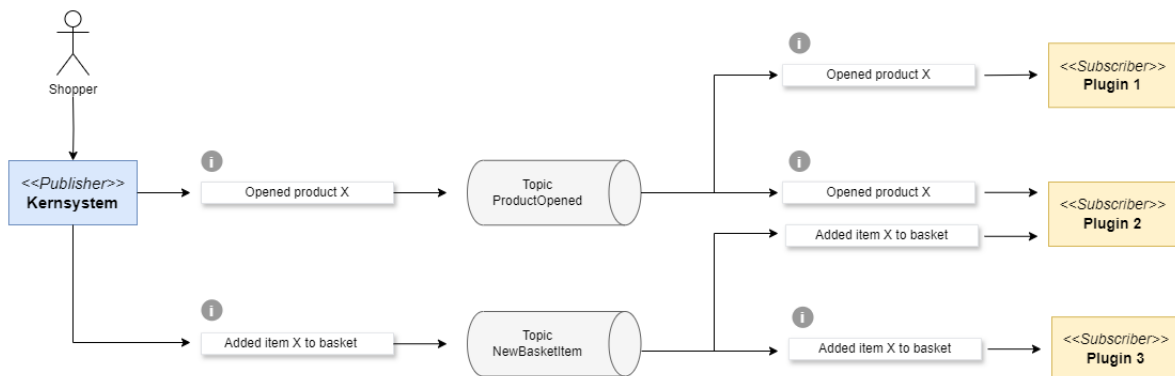 i
Opened product X
<<Subscriber>>
Plugin 1
Shopper
<<Publisher>>
Kernsystem
i
Opened product X
Topic
ProductOpened
i
Opened product X
<<Subscriber>>
Plugin 2
Added item X to basket
i
Added item X to basket
Topic
NewBasketItem
i
Added item X to basket
<<Subscriber>>
Plugin 3